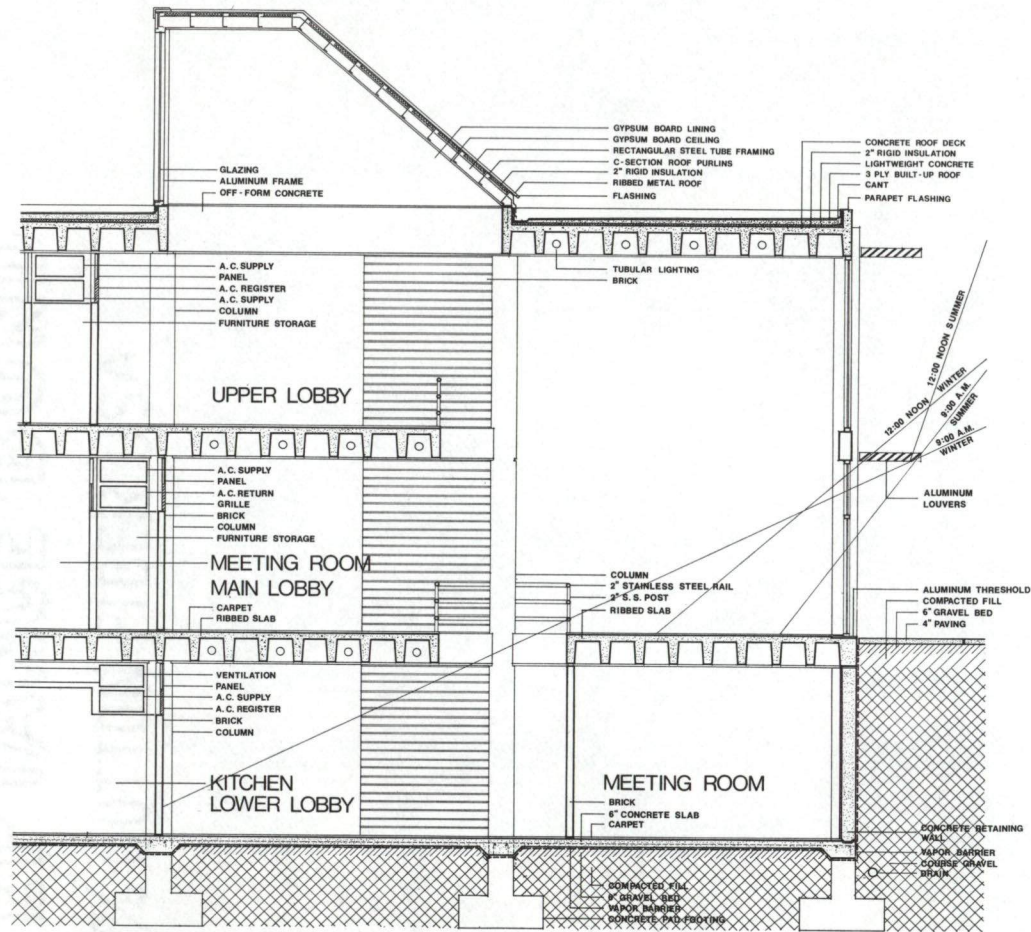 GYPSUM BOARD LINING
GYPSUM BOARD CEILING
RECTANGULAR STEEL TUBE FRAMING
C-SECTION ROOF PURLINS
2" RIGID INSULATION
RIBBED METAL ROOF
FLASHING
CONCRETE ROOF DECK
2" RIGID INSULATION
LIGHTWEIGHT CONCRETE
3 PLY BUILT-UP ROOF
CANT
PARAPET FLASHING
GLAZING
ALUMINUM FRAME
OFF-FORM CONCRETE
A.C. SUPPLY
PANEL
A.C. REGISTER
A.C. SUPPLY
COLUMN
FURNITURE STORAGE
TUBULAR LIGHTING
BRICK
UPPER LOBBY
12:00 NOON SUMMER
12:00 NOON WINTER
9:00 A.M. SUMMER
9:00 A.M. WINTER
A.C. SUPPLY
PANEL
A.C. RETURN
GRILLE
BRICK
COLUMN
FURNITURE STORAGE
ALUMINUM
LOUVERS
MEETING ROOM
MAIN LOBBY
CARPET
RIBBED SLAB
COLUMN
2" STAINLESS STEEL RAIL
2" S.S. POST
RIBBED SLAB
ALUMINUM THRESHOLD
COMPACTED FILL
6" GRAVEL BED
4" PAVING
VENTILATION
PANEL
A.C. SUPPLY
A.C. REGISTER
BRICK
COLUMN
KITCHEN
LOWER LOBBY
MEETING ROOM
BRICK
6" CONCRETE SLAB
CARPET
CONCRETE RETAINING
WALL
VAPOR BARRIER
COURSE GRAVEL
DRAIN
COMPACTED FILL
6" GRAVEL BED
VAPOR BARRIER
CONCRETE PAD FOOTING